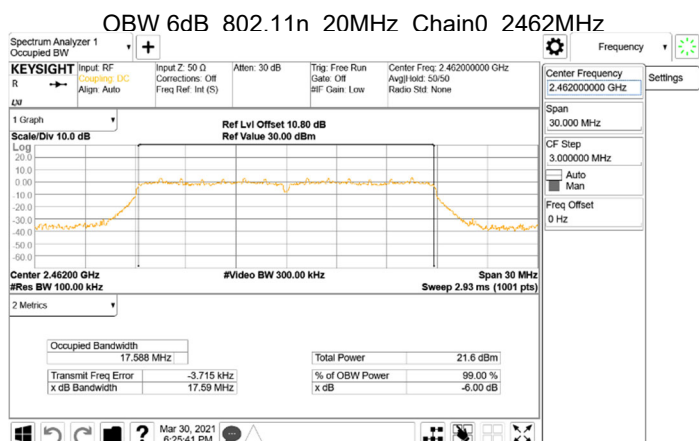 OBW 6dB 802.11n 20MHz Chain0 2462MHz
Spectrum Analyzer 1
Occupied BW
+
Frequency
KEYSIGHT
R
LXI
Input: RF
Coupling: DC
Align: Auto
Input Z: 50 Ω
Corrections: Off
Freq Ref: Int (S)
Atten: 30 dB
Trig: Free Run
Gate: Off
#IF Gain: Low
Center Freq: 2.462000000 GHz
Avg|Hold: 50/50
Radio Std: None
Center Frequency
2.462000000 GHz
Settings
Span
30.000 MHz
CF Step
3.000000 MHz
Auto
Man
Freq Offset
0 Hz
1 Graph
Scale/Div 10.0 dB
Ref Lvl Offset 10.80 dB
Ref Value 30.00 dBm
Log
20.0
10.0
0.00
-10.0
-20.0
-30.0
-40.0
-50.0
-60.0
Center 2.46200 GHz
#Res BW 100.00 kHz
#Video BW 300.00 kHz
Span 30 MHz
Sweep 2.93 ms (1001 pts)
2 Metrics
Occupied Bandwidth
17.588 MHz
Total Power 21.6 dBm
Transmit Freq Error -3.715 kHz
% of OBW Power 99.00 %
x dB Bandwidth 17.59 MHz
x dB -6.00 dB
?
Mar 30, 2021
6:25:41 PM